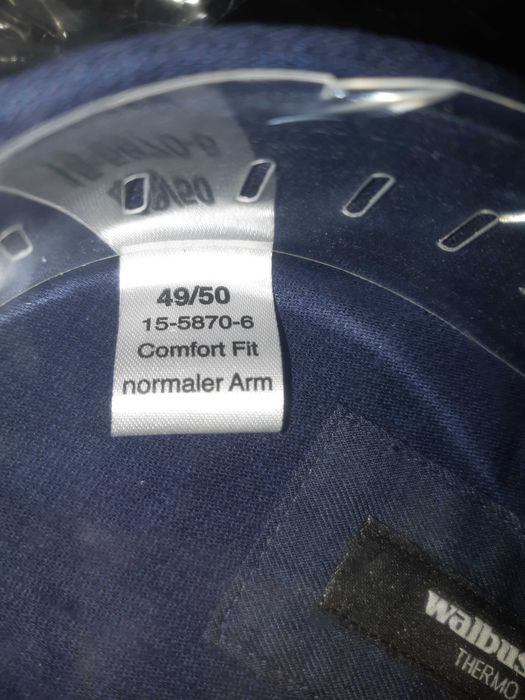 49/50
15-5870-6
Comfort Fit
normaler Arm
walbus
THERMO